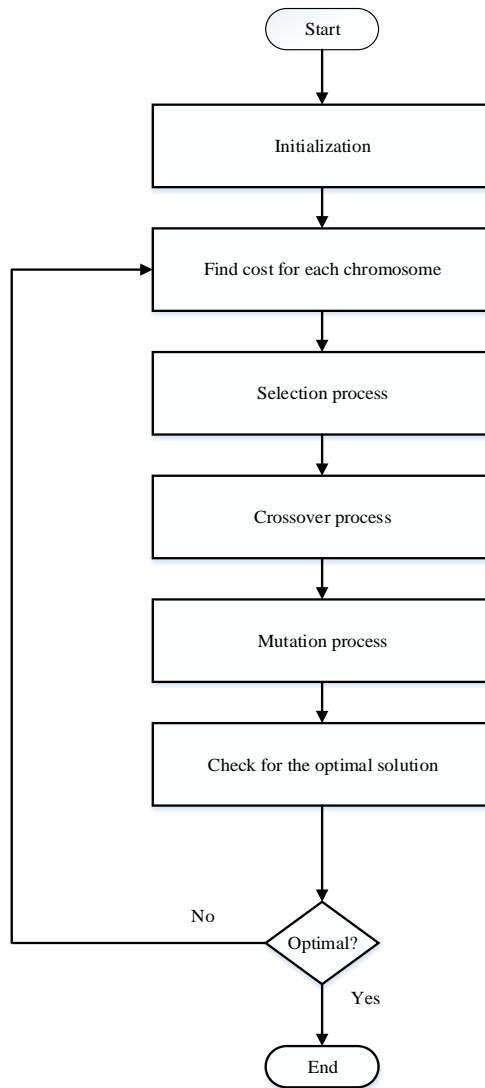 Start
Initialization
Find cost for each chromosome
Selection process
Crossover process
Mutation process
Check for the optimal solution
No
Optimal?
Yes
End